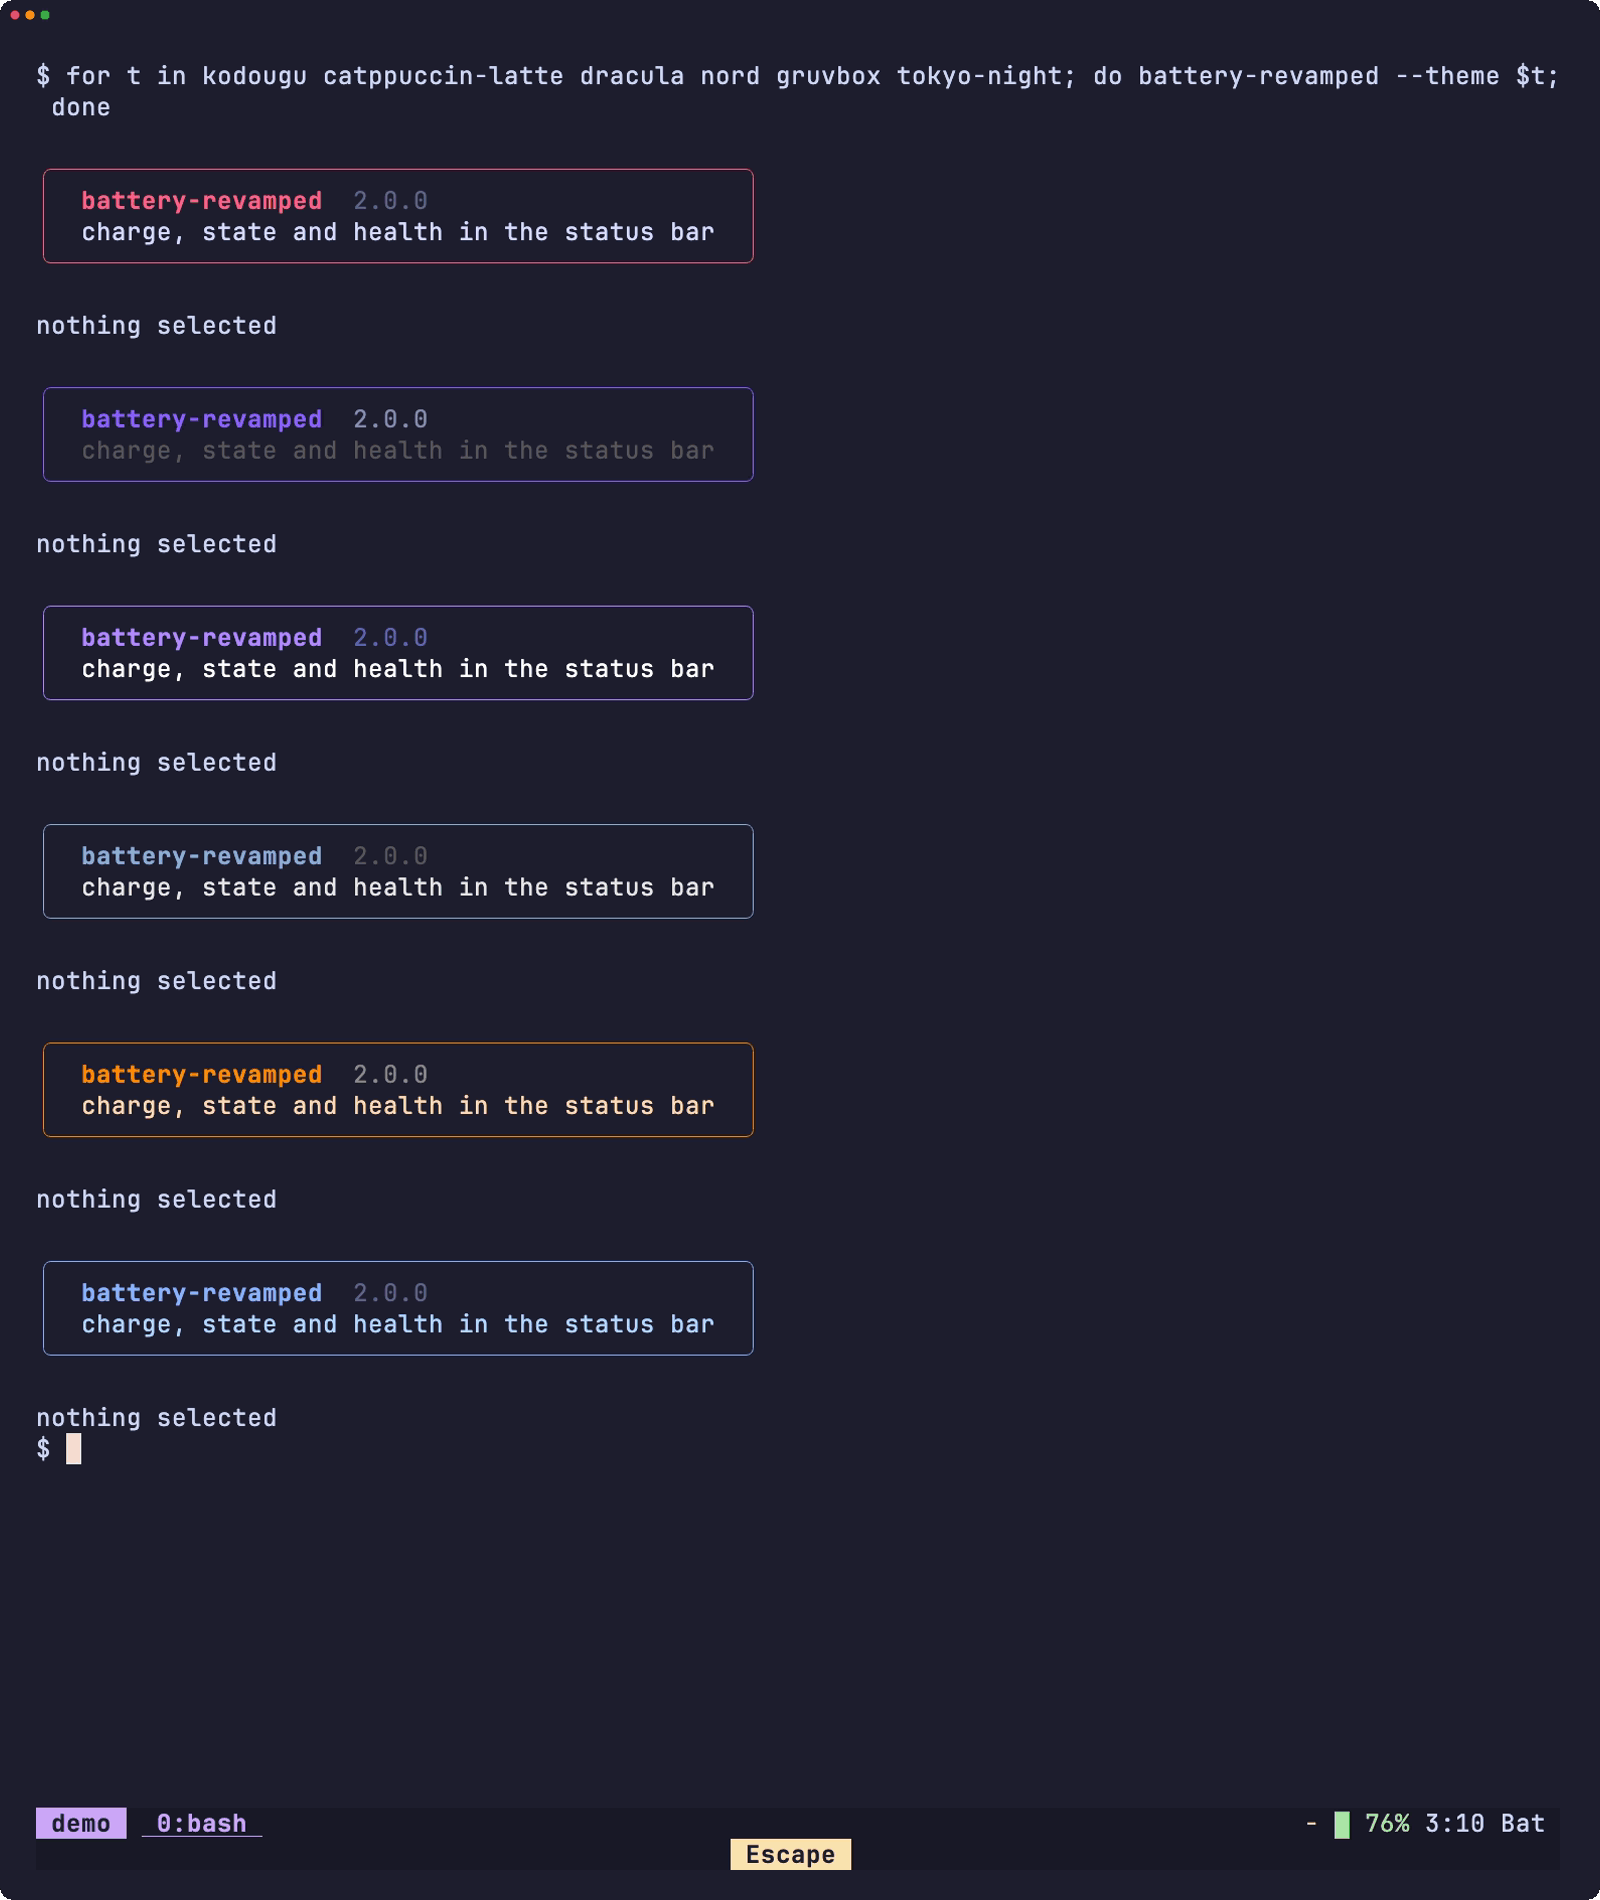 $ for t in kodougu catppuccin-latte dracula nord gruvbox tokyo-night; do battery-revamped --theme $t;
done
battery-revamped 2.0.0
charge, state and health in the status bar
nothing selected
battery-revamped 2.0.0
charge, state and health in the status bar
nothing selected
battery-revamped 2.0.0
charge, state and health in the status bar
nothing selected
battery-revamped 2.0.0
charge, state and health in the status bar
nothing selected
battery-revamped 2.0.0
charge, state and health in the status bar
nothing selected
battery-revamped 2.0.0
charge, state and health in the status bar
nothing selected
$
demo 0:bash - 76% 3:10 Bat
Escape